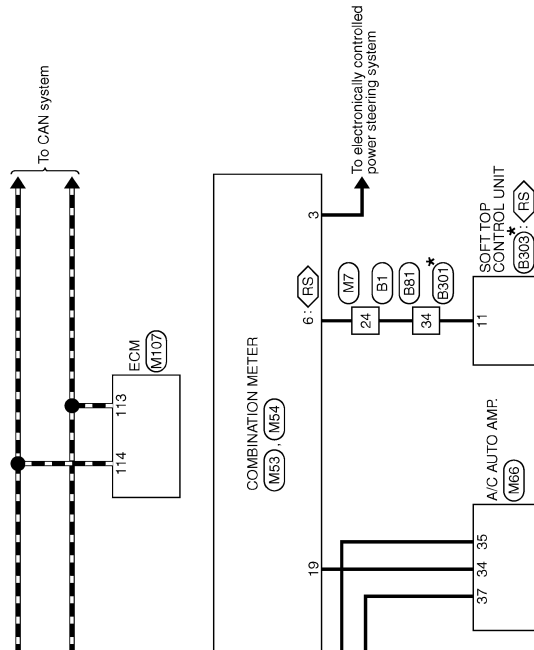 To CAN system
To electronically controlled
power steering system
ECM
M107
113
114
3
6 : RS
COMBINATION METER
M53 , M54
19
M7
24
B1
B81
34
B301 *
SOFT TOP
CONTROL UNIT
B303 * : RS
11
A/C AUTO AMP.
M66
35
34
37